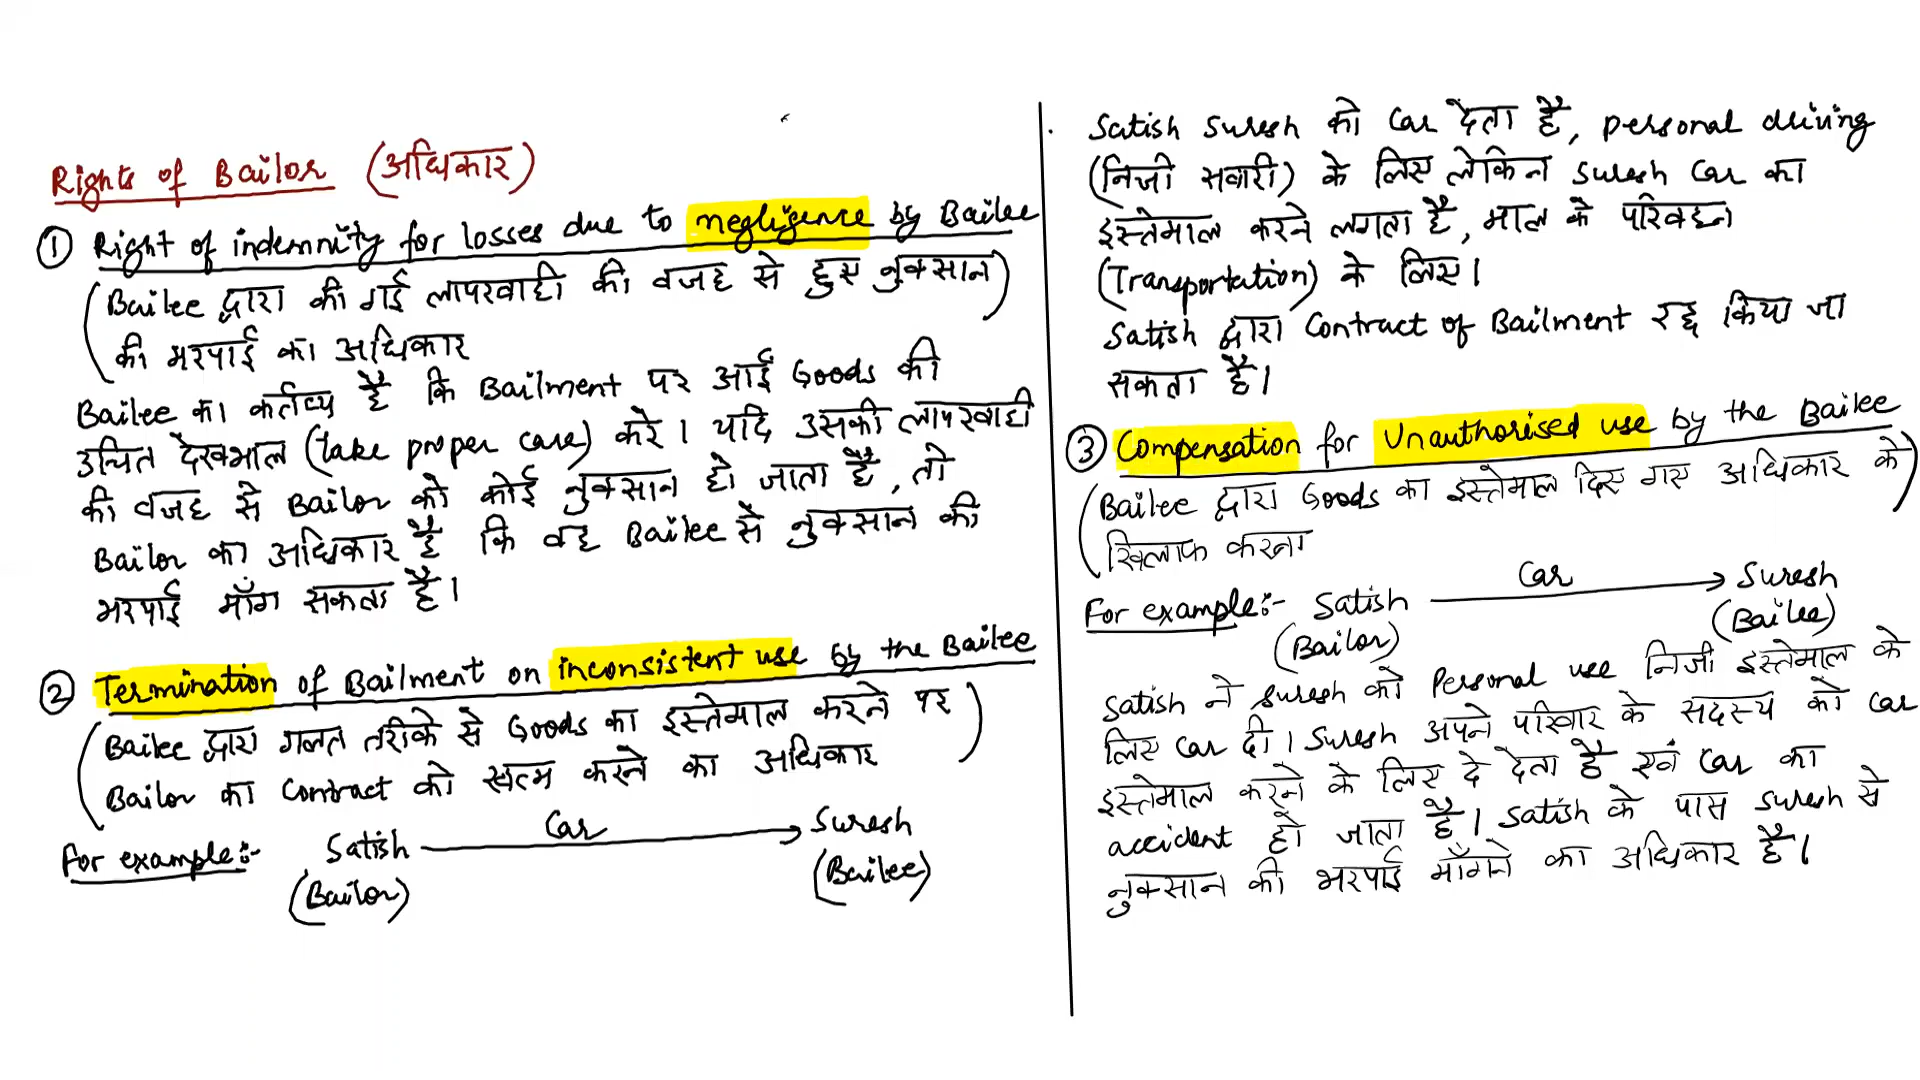 Rights of Bailor (अधिकार)
① Right of indemnity for losses due to negligence by Bailee
(Bailee द्वारा की गई लापरवाही की वजह से हुए नुकसान)
की भरपाई का अधिकार
Bailee का कर्तव्य है कि Bailment पर आई Goods की
उचित देखभाल (take proper care) करे। यदि उसकी लापरवाही
की वजह से Bailor को कोई नुकसान हो जाता है, तो
Bailor का अधिकार है कि वह Bailee से नुकसान की
भरपाई माँग सकता है।
② Termination of Bailment on inconsistent use by the Bailee
(Bailee द्वारा गलत तरीके से Goods का इस्तेमाल करने पर)
Bailor का contract को खत्म करने का अधिकार
For example:- Satish Car Suresh
(Bailor) (Bailee)
Satish Suresh को Car देता है, personal driving
(निजी सवारी) के लिए लेकिन Suresh Car का
इस्तेमाल करने लगता है, माल के परिवहन
(Transportation) के लिए।
Satish द्वारा Contract of Bailment रद्द किया जा
सकता है।
③ Compensation for Unauthorised use by the Bailee
(Bailee द्वारा Goods का इस्तेमाल दिए गए अधिकार के)
खिलाफ करना
For example:- Satish Car Suresh
(Bailor) (Bailee)
Satish ने Suresh को Personal use निजी इस्तेमाल के
लिए Car दी। Suresh अपने परिवार के सदस्य को Car
इस्तेमाल करने के लिए दे देता है एवं Car का
accident हो जाता है। Satish के पास Suresh से
नुकसान की भरपाई माँगने का अधिकार है।